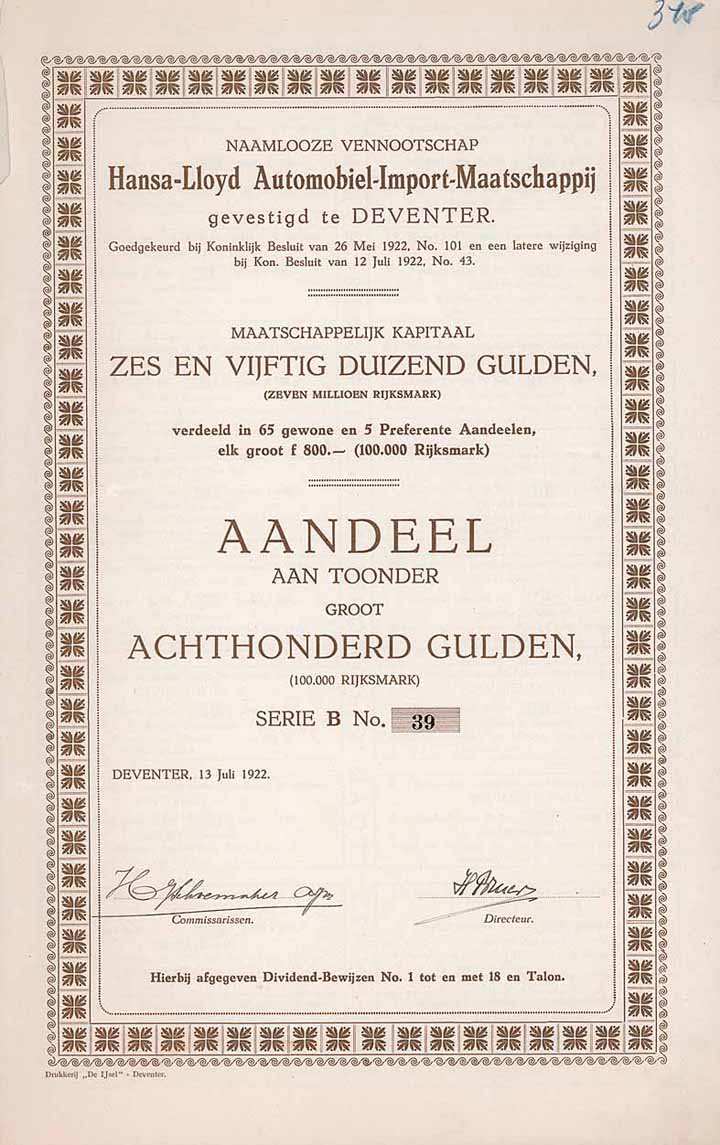 NAAMLOOZE VENNOOTSCHAP
Hansa-Lloyd Automobiel-Import-Maatschappij
gevestigd te DEVENTER.
Goedgekeurd bij Koninklijk Besluit van 26 Mei 1922, No. 101 en een latere wijziging
bij Kon. Besluit van 12 Juli 1922, No. 43.
MAATSCHAPPELIJK KAPITAAL
ZES EN VIJFTIG DUIZEND GULDEN,
(ZEVEN MILLIOEN RIJKSMARK)
verdeeld in 65 gewone en 5 Preferente Aandeelen,
elk groot f 800.— (100.000 Rijksmark)
AANDEEL
AAN TOONDER
GROOT
ACHTHONDERD GULDEN,
(100.000 RIJKSMARK)
SERIE B No. 39
DEVENTER, 13 Juli 1922.
Commissarissen.
Directeur.
Hierbij afgegeven Dividend-Bewijzen No. 1 tot en met 18 en Talon.
Drukkerij „De IJsel" - Deventer.